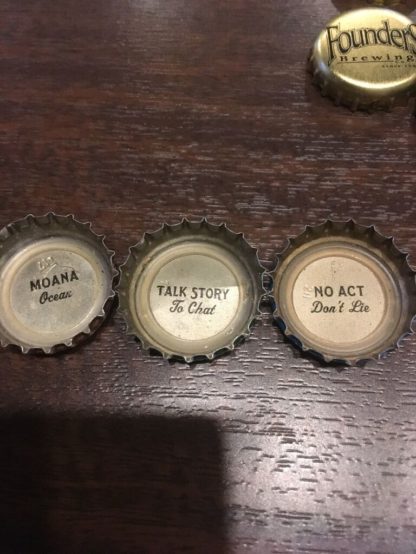 Founders
Brewing
MOANA
Ocean
TALK STORY
To Chat
NO ACT
Don't Lie